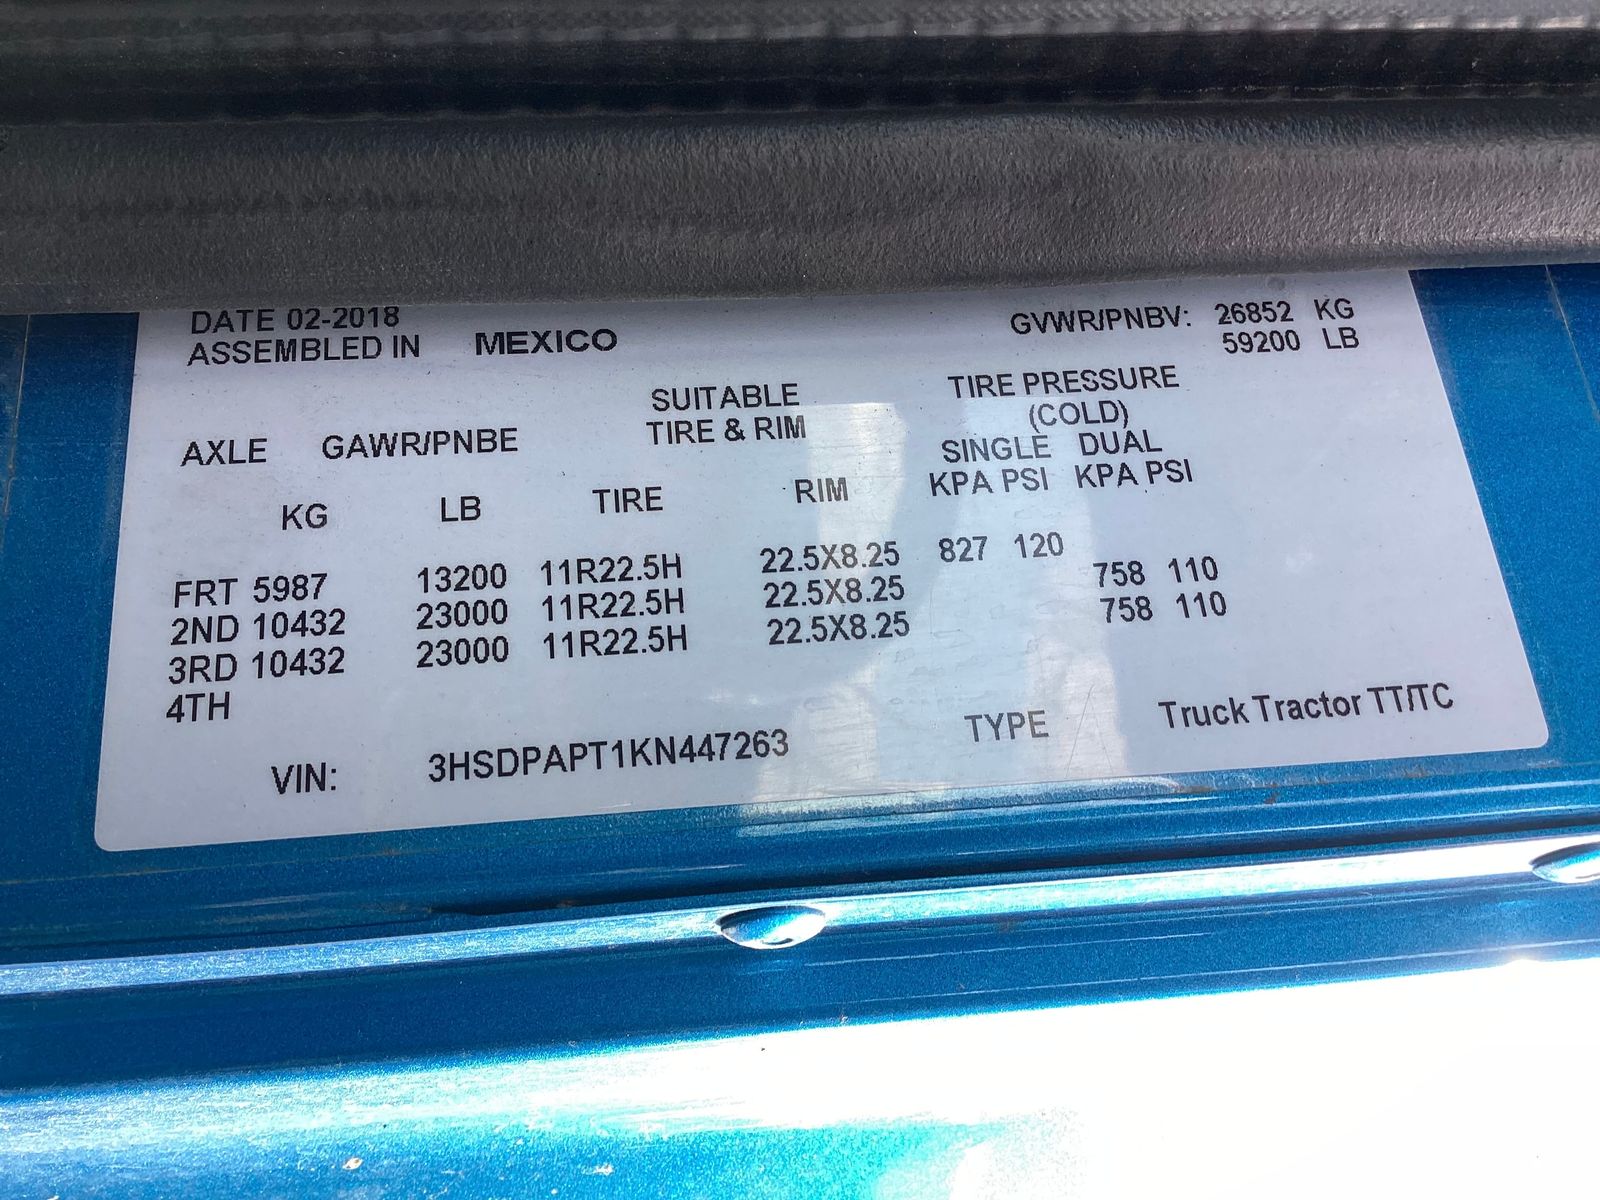 DATE 02-2018
ASSEMBLED IN MEXICO
GVWR/PNBV: 26852 KG
59200 LB
AXLE GAWR/PNBE
SUITABLE
TIRE & RIM
TIRE PRESSURE
(COLD)
SINGLE DUAL
KG LB TIRE RIM KPA PSI KPA PSI
FRT 5987 13200 11R22.5H 22.5X8.25 827 120
2ND 10432 23000 11R22.5H 22.5X8.25 758 110
3RD 10432 23000 11R22.5H 22.5X8.25 758 110
4TH
VIN: 3HSDPAPT1KN447263 TYPE Truck Tractor TT/TC